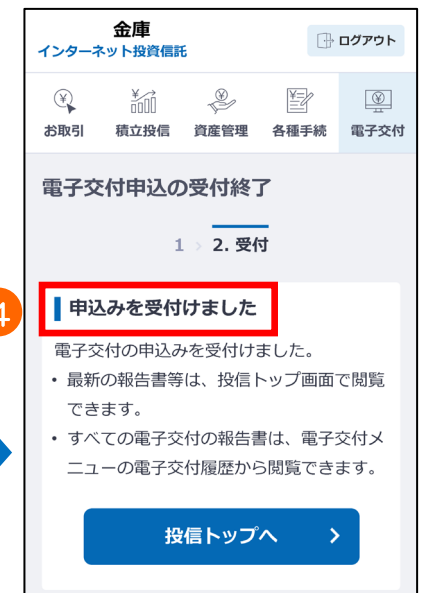 金庫
インターネット投資信託
ログアウト
お取引 積立投信 資産管理 各種手続 電子交付
電子交付申込の受付終了
1 > 2. 受付
4
申込みを受付けました
電子交付の申込みを受付けました。
• 最新の報告書等は、投信トップ画面で閲覧
できます。
• すべての電子交付の報告書は、電子交付メ
ニューの電子交付履歴から閲覧できます。
投信トップへ >